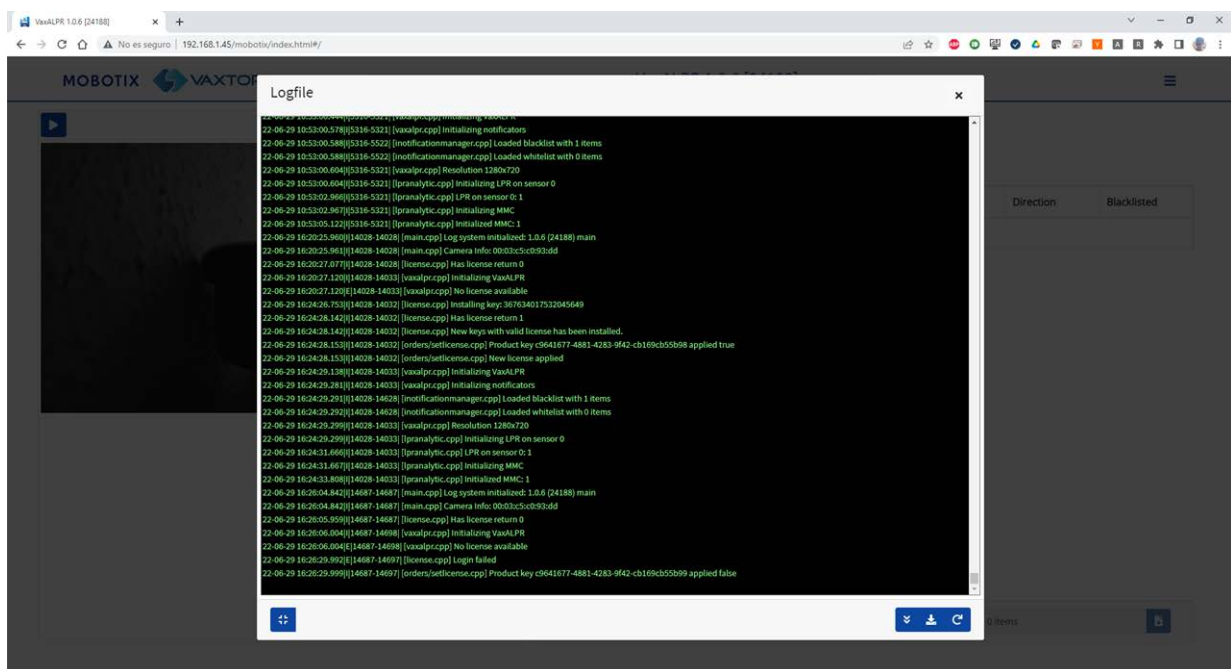 VaxALPR 1.0.6 [24188]
No es seguro | 192.168.1.45/mobotix/index.html#/
MOBOTIX VAXTOR
Logfile
22-06-29 10:53:00.444|I|5316-5321| [vaxalpr.cpp] Initializing VaxALPR
22-06-29 10:53:00.578|I|5316-5321| [vaxalpr.cpp] Initializing notificators
22-06-29 10:53:00.588|I|5316-5522| [inotificationmanager.cpp] Loaded blacklist with 1 items
22-06-29 10:53:00.588|I|5316-5522| [inotificationmanager.cpp] Loaded whitelist with 0 items
22-06-29 10:53:00.604|I|5316-5321| [vaxalpr.cpp] Resolution 1280x720
22-06-29 10:53:00.604|I|5316-5321| [lpranalytic.cpp] Initializing LPR on sensor 0
22-06-29 10:53:02.966|I|5316-5321| [lpranalytic.cpp] LPR on sensor 0: 1
22-06-29 10:53:02.967|I|5316-5321| [lpranalytic.cpp] Initializing MMC
22-06-29 10:53:05.122|I|5316-5321| [lpranalytic.cpp] Initialized MMC: 1
22-06-29 16:20:25.960|I|14028-14028| [main.cpp] Log system initialized: 1.0.6 (24188) main
22-06-29 16:20:25.961|I|14028-14028| [main.cpp] Camera Info: 00:03:c5:c0:93:dd
22-06-29 16:20:27.077|I|14028-14028| [license.cpp] Has license return 0
22-06-29 16:20:27.120|I|14028-14033| [vaxalpr.cpp] Initializing VaxALPR
22-06-29 16:20:27.120|E|14028-14033| [vaxalpr.cpp] No license available
22-06-29 16:24:26.753|I|14028-14032| [license.cpp] Installing key: 367634017532045649
22-06-29 16:24:28.142|I|14028-14032| [license.cpp] Has license return 1
22-06-29 16:24:28.142|I|14028-14032| [license.cpp] New keys with valid license has been installed.
22-06-29 16:24:28.153|I|14028-14032| [orders/setlicense.cpp] Product key c9641677-4881-4283-9f42-cb169cb55b98 applied true
22-06-29 16:24:28.153|I|14028-14032| [orders/setlicense.cpp] New license applied
22-06-29 16:24:29.138|I|14028-14033| [vaxalpr.cpp] Initializing VaxALPR
22-06-29 16:24:29.281|I|14028-14033| [vaxalpr.cpp] Initializing notificators
22-06-29 16:24:29.291|I|14028-14628| [inotificationmanager.cpp] Loaded blacklist with 1 items
22-06-29 16:24:29.292|I|14028-14628| [inotificationmanager.cpp] Loaded whitelist with 0 items
22-06-29 16:24:29.299|I|14028-14033| [vaxalpr.cpp] Resolution 1280x720
22-06-29 16:24:29.299|I|14028-14033| [lpranalytic.cpp] Initializing LPR on sensor 0
22-06-29 16:24:31.666|I|14028-14033| [lpranalytic.cpp] LPR on sensor 0: 1
22-06-29 16:24:31.667|I|14028-14033| [lpranalytic.cpp] Initializing MMC
22-06-29 16:24:33.808|I|14028-14033| [lpranalytic.cpp] Initialized MMC: 1
22-06-29 16:26:04.842|I|14687-14687| [main.cpp] Log system initialized: 1.0.6 (24188) main
22-06-29 16:26:04.842|I|14687-14687| [main.cpp] Camera Info: 00:03:c5:c0:93:dd
22-06-29 16:26:05.959|I|14687-14687| [license.cpp] Has license return 0
22-06-29 16:26:06.004|I|14687-14698| [vaxalpr.cpp] Initializing VaxALPR
22-06-29 16:26:06.004|E|14687-14698| [vaxalpr.cpp] No license available
22-06-29 16:26:29.992|E|14687-14697| [license.cpp] Login failed
22-06-29 16:26:29.999|I|14687-14697| [orders/setlicense.cpp] Product key c9641677-4881-4283-9f42-cb169cb55b99 applied false
Direction Blacklisted
0 items